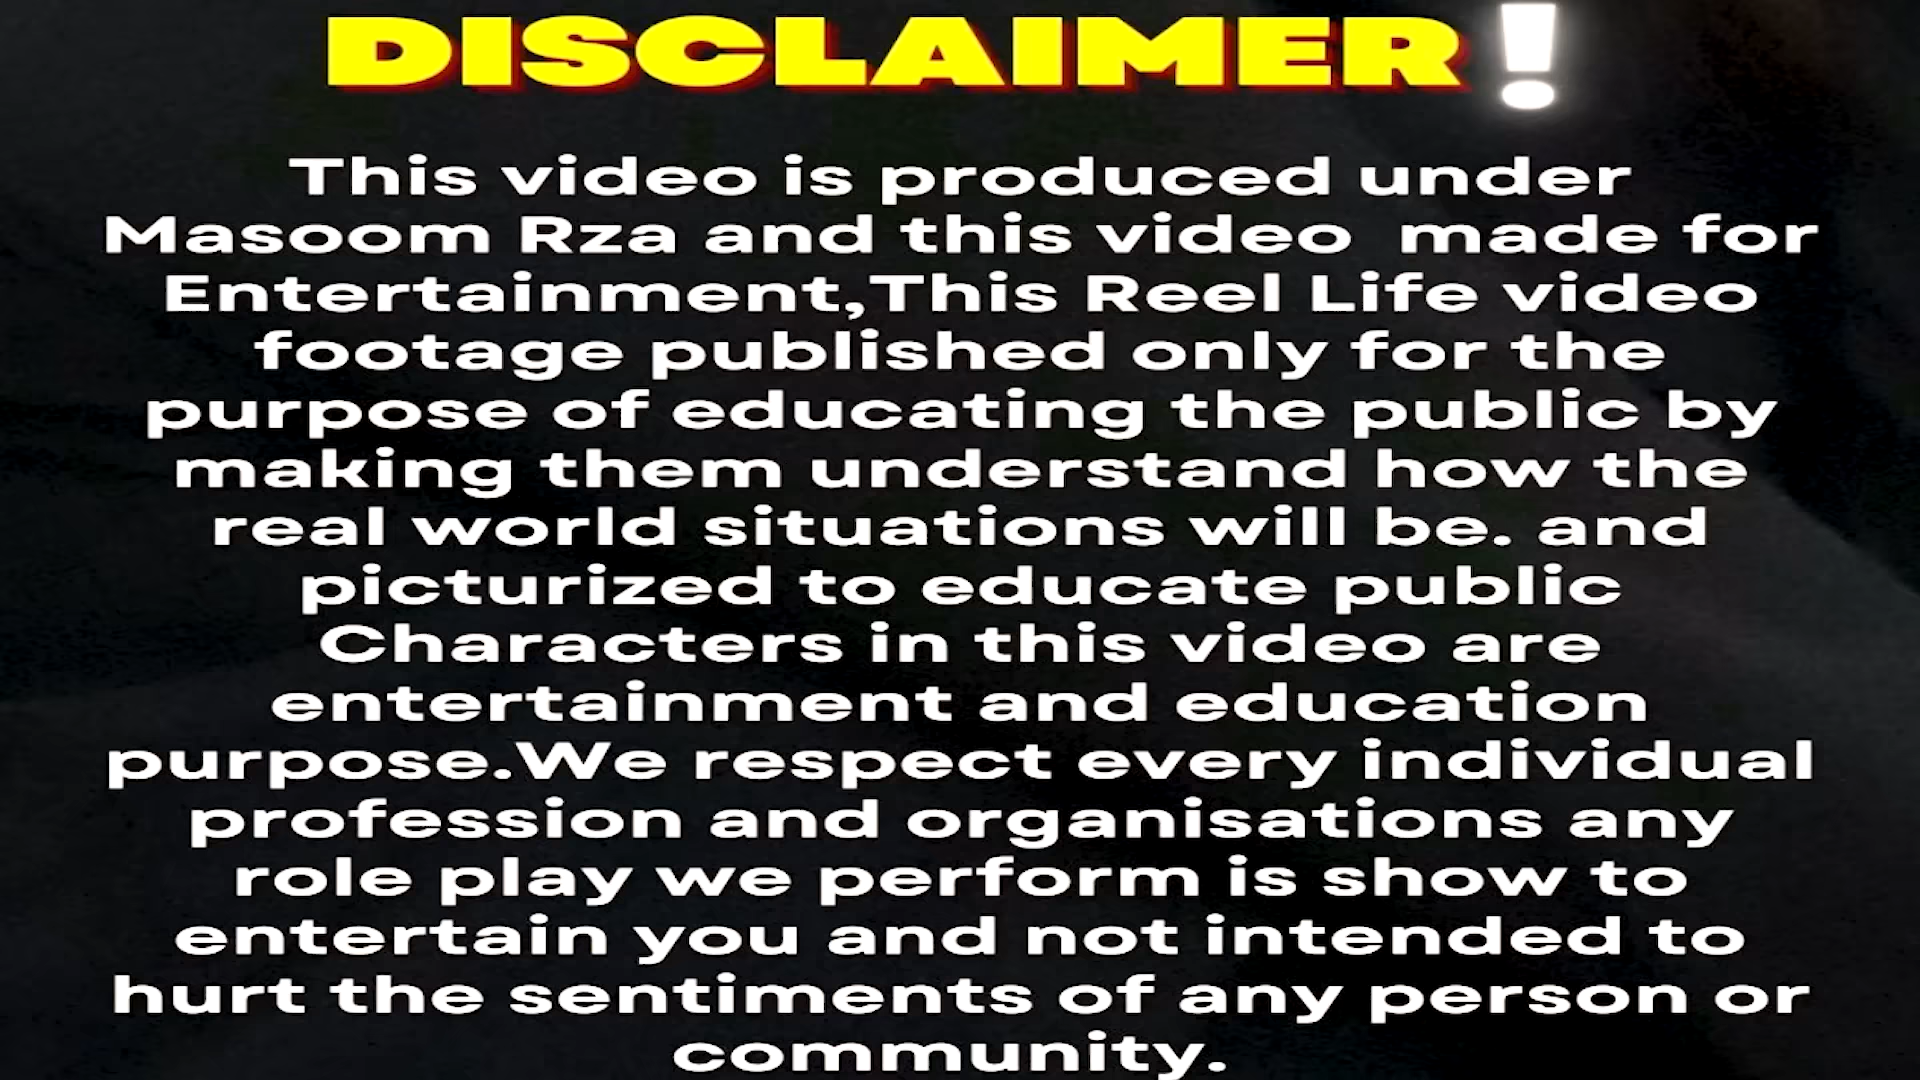 DISCLAIMER!
This video is produced under
Masoom Rza and this video  made for
Entertainment,This Reel Life video
footage published only for the
purpose of educating the public by
making them understand how the
real world situations will be. and
picturized to educate public
Characters in this video are
entertainment and education
purpose.We respect every individual
profession and organisations any
role play we perform is show to
entertain you and not intended to
hurt the sentiments of any person or
community.